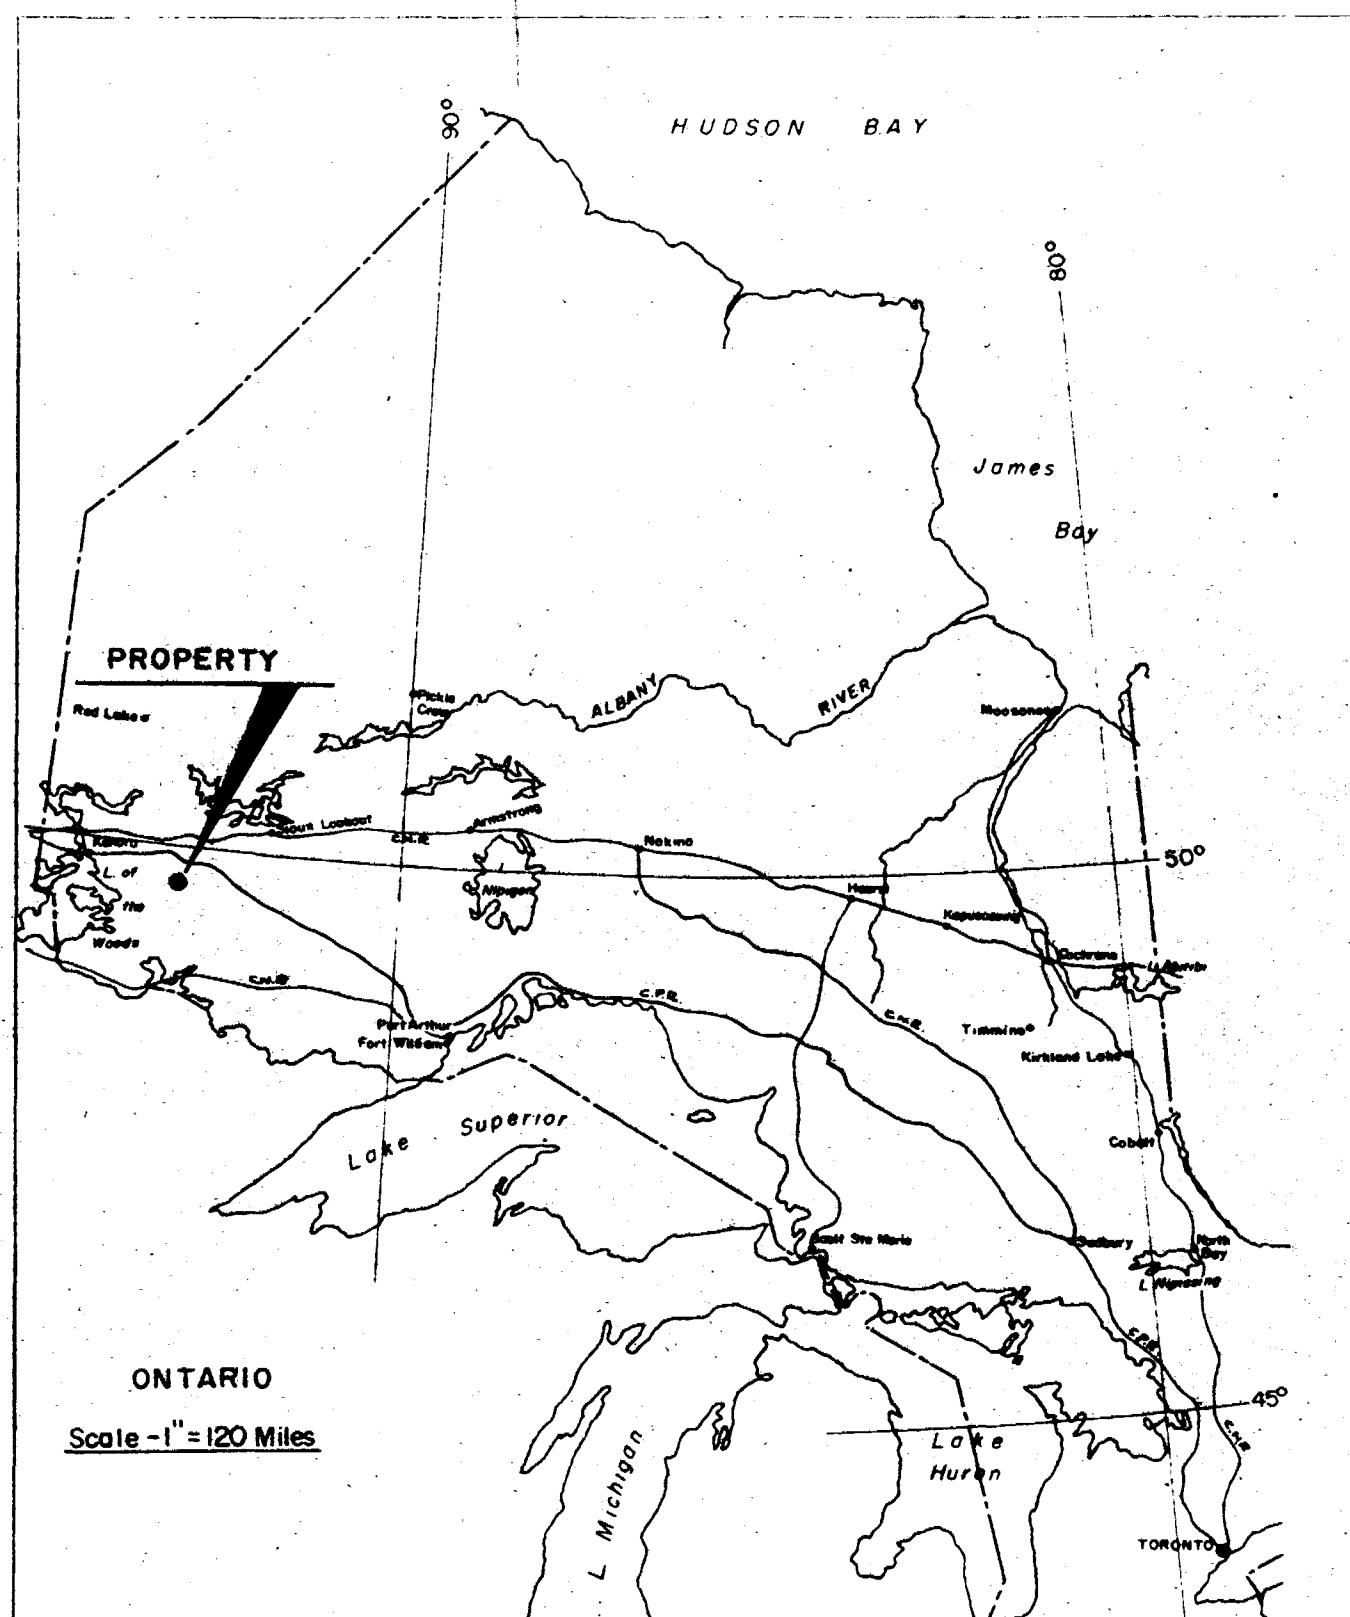 90°
HUDSON BAY
80°
James
Bay
PROPERTY
Red Lake
Pickle
Crow
ALBANY
RIVER
Moosonee
Sioux Lookout
Armstrong
C.N.R.
Nakina
Kenora
50°
L. of
the
Woods
L. Nipigon
Hearst
Kapuskasing
Cochrane
L. Abitibi
C.N.R.
C.P.R.
C.N.R.
Port Arthur
Fort William
Timmins
Kirkland Lake
Lake Superior
Cobalt
Sault Ste Marie
Sudbury
North
Bay
L. Nipissing
C.P.R.
ONTARIO
Scale - 1" = 120 Miles
45°
C.N.R.
Lake
Huron
L Michigan
TORONTO